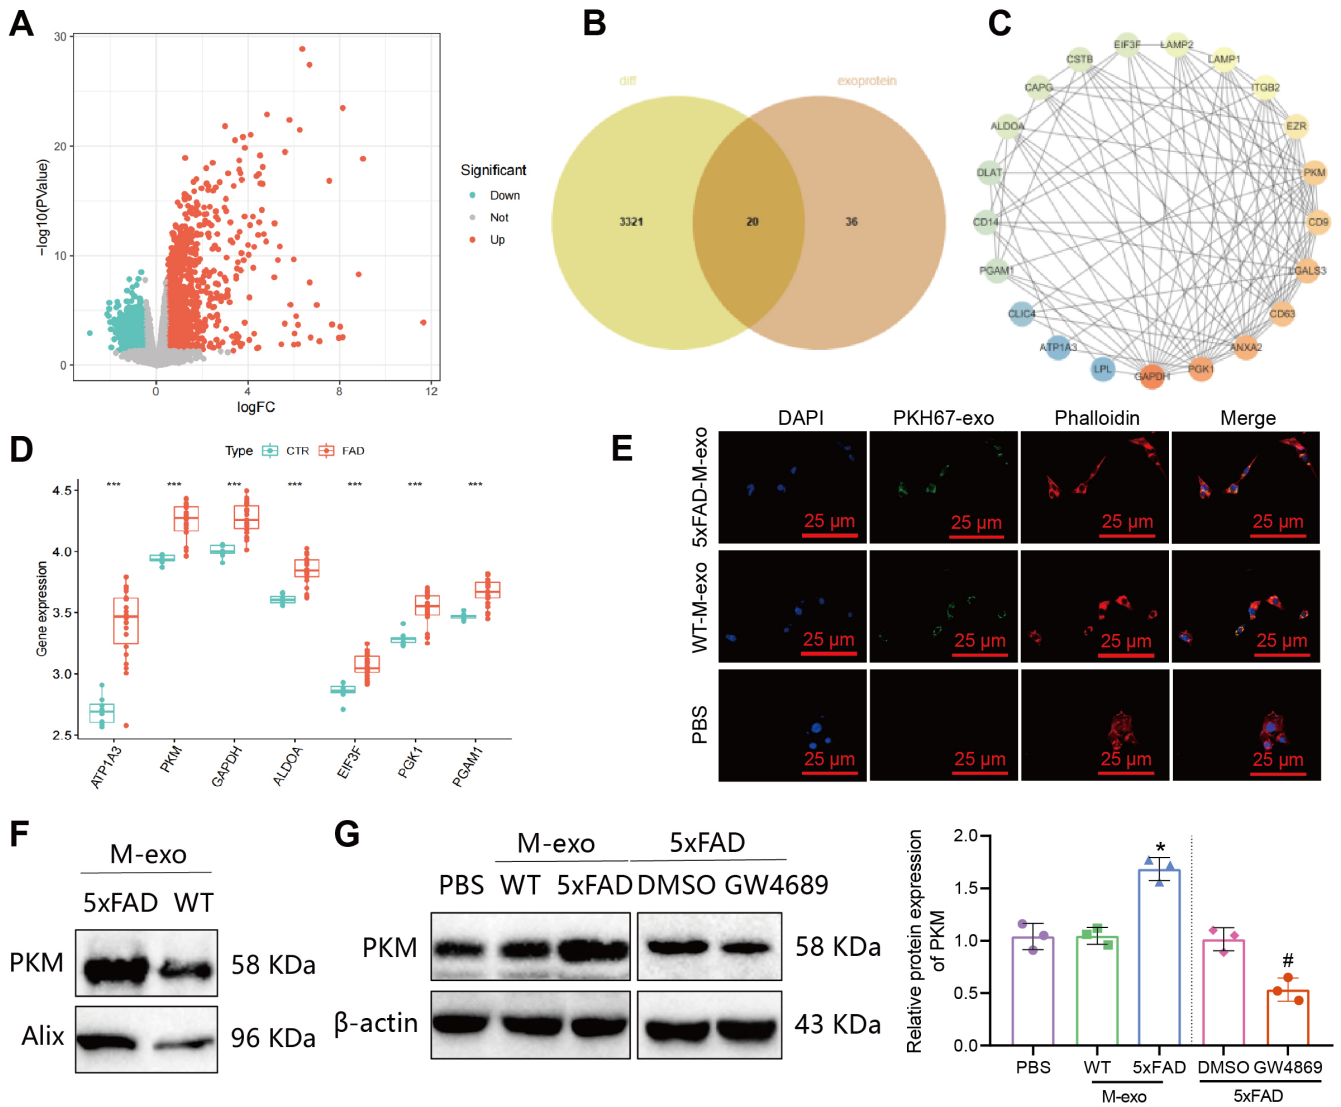 A
30
20
10
0
−log10(PValue)
0
4
8
12
logFC
Significant
Down
Not
Up
B
diff
exoprotein
3321
20
36
C
EIF3F
LAMP2
CSTB
LAMP1
CAPG
ITGB2
ALDOA
EZR
DLAT
PKM
CD14
CD9
PGAM1
LGALS3
CLIC4
CD63
ATP1A3
ANXA2
LPL
GAPDH
PGK1
D
Type
CTR
FAD
4.5
4.0
3.5
3.0
2.5
Gene expression
***
***
***
***
***
***
***
ATP1A3
PKM
GAPDH
ALDOA
EIF3F
PGK1
PGAM1
E
DAPI
PKH67-exo
Phalloidin
Merge
5xFAD-M-exo
25 μm
25 μm
25 μm
25 μm
WT-M-exo
25 μm
25 μm
25 μm
25 μm
PBS
25 μm
25 μm
25 μm
25 μm
F
M-exo
5xFAD WT
PKM
58 KDa
Alix
96 KDa
G
M-exo
5xFAD
PBS WT 5xFAD DMSO GW4689
PKM
58 KDa
β-actin
43 KDa
Relative protein expression
of PKM
2.0
1.5
1.0
0.5
0.0
*
#
PBS
WT
5xFAD
DMSO
GW4869
M-exo
5xFAD